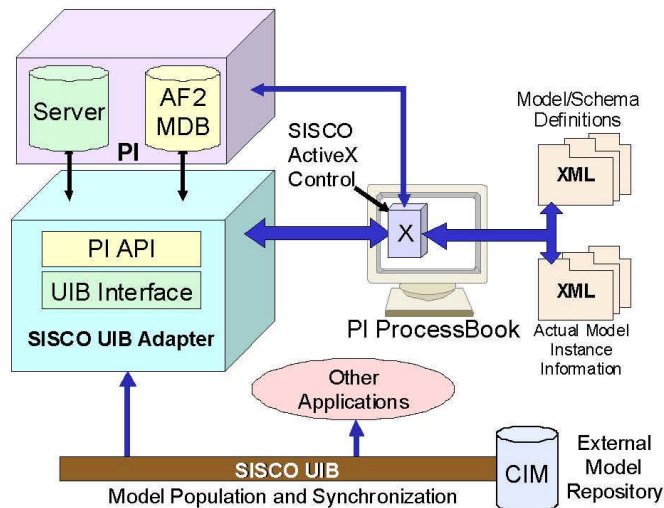 Server
AF2
MDB
PI
SISCO
ActiveX
Control
Model/Schema
Definitions
XML
X
PI API
UIB Interface
SISCO UIB Adapter
PI ProcessBook
XML
Actual Model
Instance
Information
Other
Applications
SISCO UIB
Model Population and Synchronization
CIM
External
Model
Repository